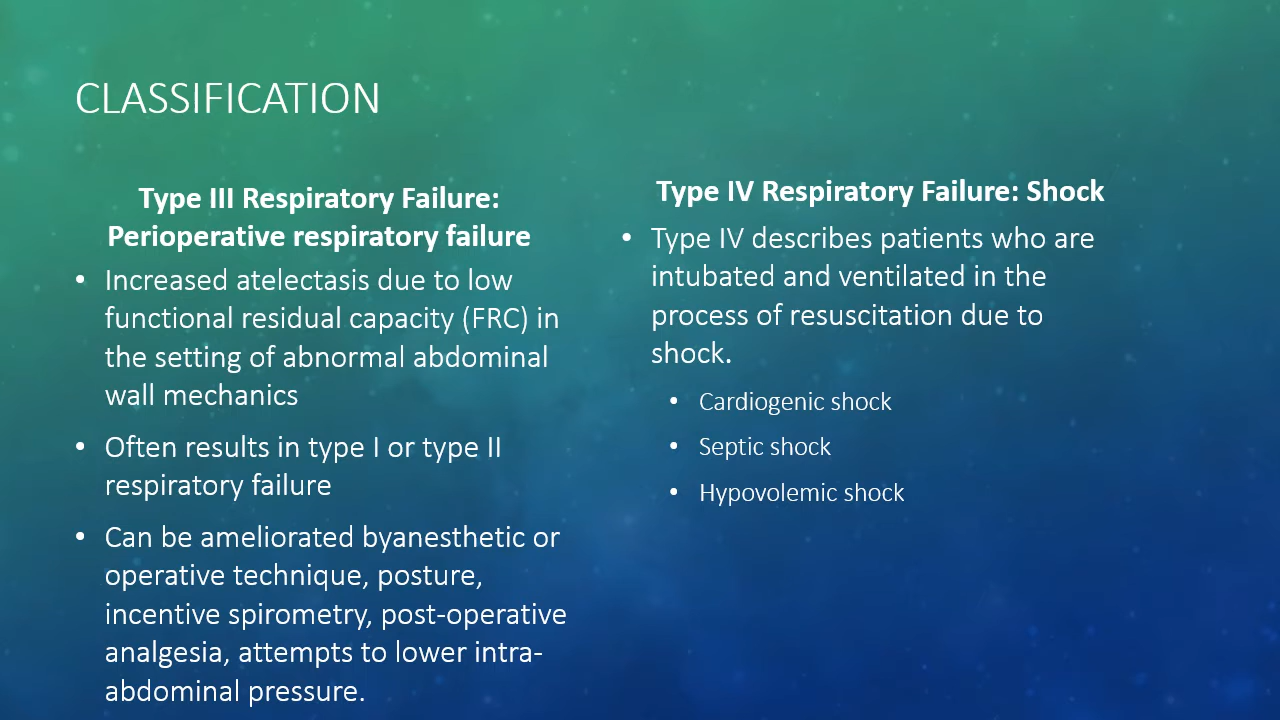 CLASSIFICATION
Type III Respiratory Failure:
Perioperative respiratory failure
• Increased atelectasis due to low
functional residual capacity (FRC) in
the setting of abnormal abdominal
wall mechanics
• Often results in type I or type II
respiratory failure
• Can be ameliorated byanesthetic or
operative technique, posture,
incentive spirometry, post-operative
analgesia, attempts to lower intra-
abdominal pressure.
Type IV Respiratory Failure: Shock
• Type IV describes patients who are
intubated and ventilated in the
process of resuscitation due to
shock.
• Cardiogenic shock
• Septic shock
• Hypovolemic shock